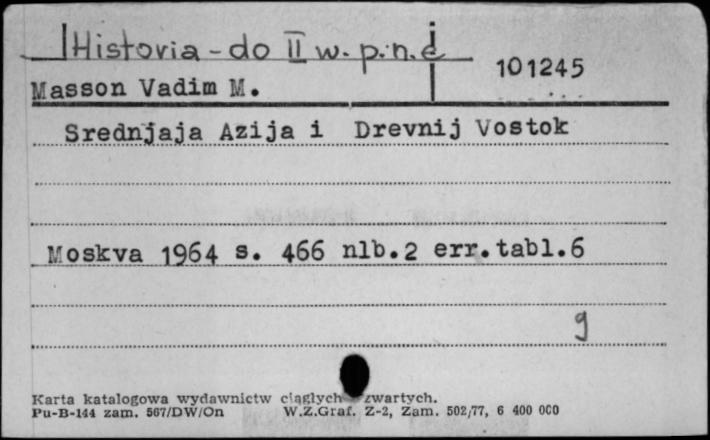 Historia - do II w. p.n.e
101245
Masson Vadim M.
Srednjaja Azija i Drevnij Vostok
Moskva 1964 s. 466 nlb.2 err.tabl.6
g
Karta katalogowa wydawnictw ciągłych zwartych.
Pu-B-144 zam. 567/DW/On W.Z.Graf. Z-2, Zam. 502/77, 6 400 000